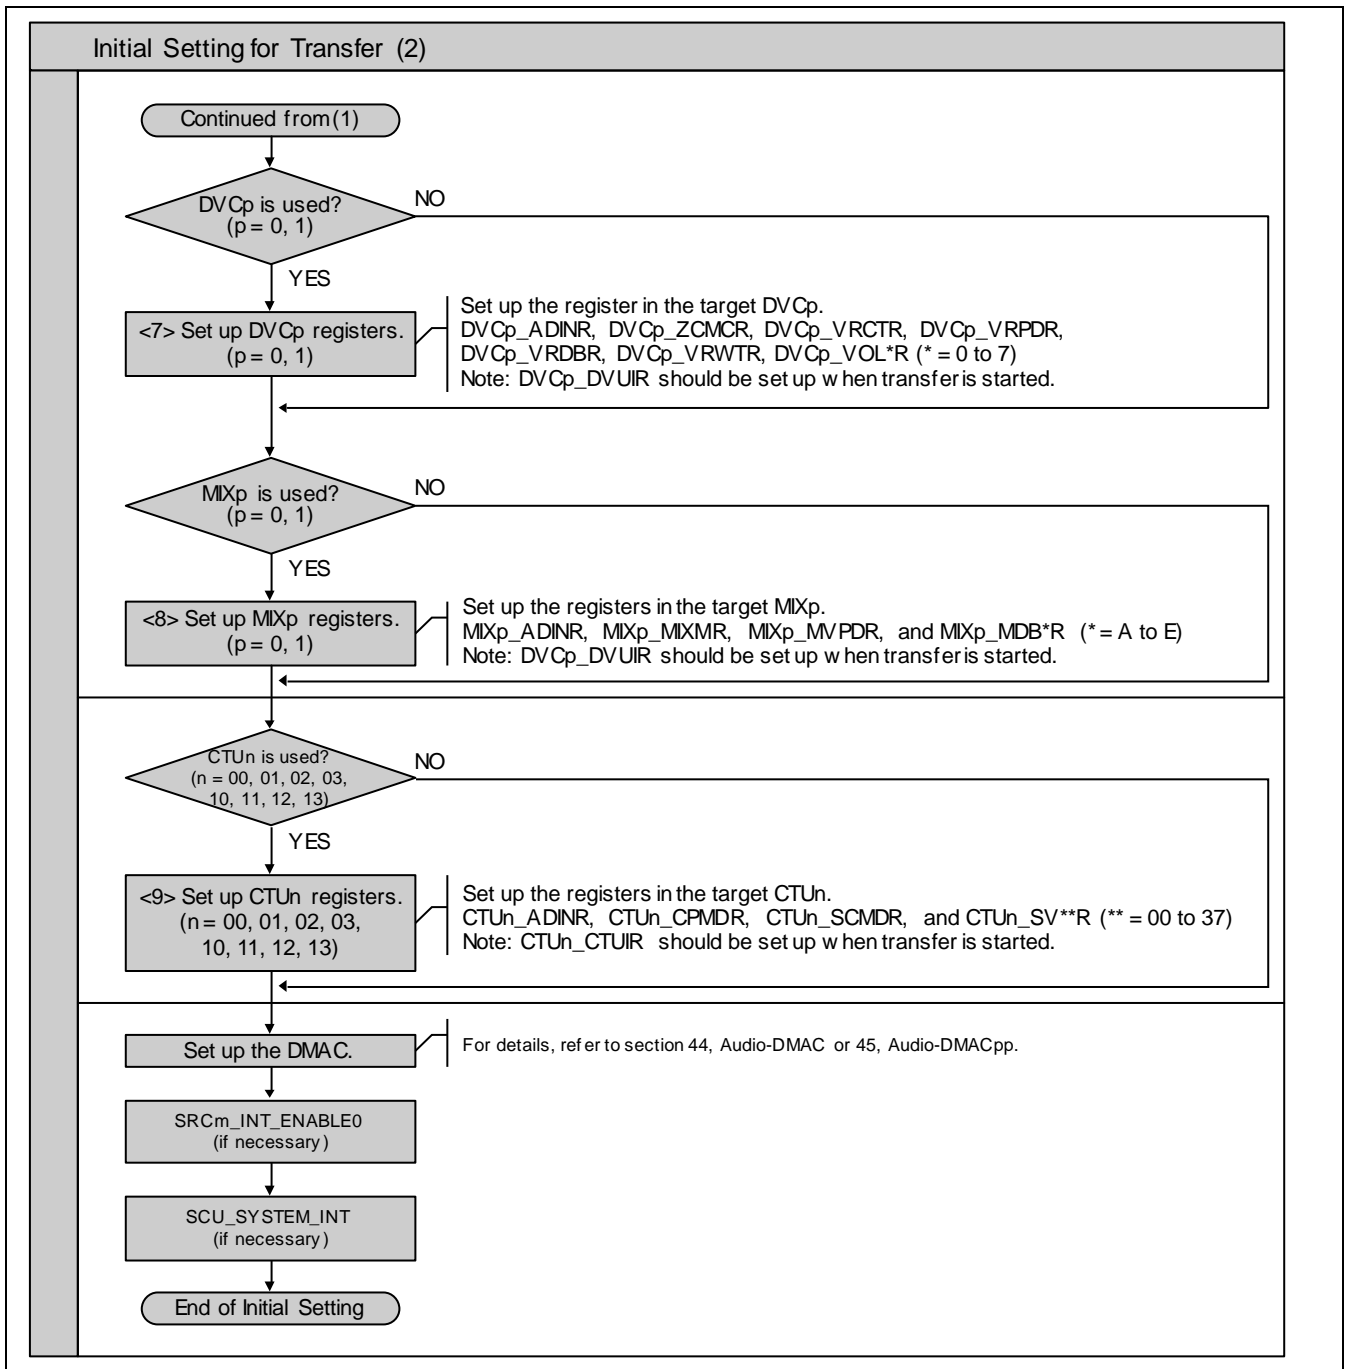 Initial Setting for Transfer (2)
Continued from (1)
DVCp is used?
(p = 0, 1)
NO
YES
<7> Set up DVCp registers.
(p = 0, 1)
Set up the register in the target DVCp.
DVCp_ADINR, DVCp_ZCMCR, DVCp_VRCTR, DVCp_VRPDR,
DVCp_VRDBR, DVCp_VRWTR, DVCp_VOL*R (* = 0 to 7)
Note: DVCp_DVUIR should be set up when transfer is started.
MIXp is used?
(p = 0, 1)
NO
YES
<8> Set up MIXp registers.
(p = 0, 1)
Set up the registers in the target MIXp.
MIXp_ADINR, MIXp_MIXMR, MIXp_MVPDR, and MIXp_MDB*R (* = A to E)
Note: DVCp_DVUIR should be set up when transfer is started.
CTUn is used?
(n = 00, 01, 02, 03,
10, 11, 12, 13)
NO
YES
<9> Set up CTUn registers.
(n = 00, 01, 02, 03,
10, 11, 12, 13)
Set up the registers in the target CTUn.
CTUn_ADINR, CTUn_CPMDR, CTUn_SCMDR, and CTUn_SV**R (** = 00 to 37)
Note: CTUn_CTUIR should be set up when transfer is started.
Set up the DMAC.
For details, refer to section 44, Audio-DMAC or 45, Audio-DMACpp.
SRCm_INT_ENABLE0
(if necessary)
SCU_SYSTEM_INT
(if necessary)
End of Initial Setting